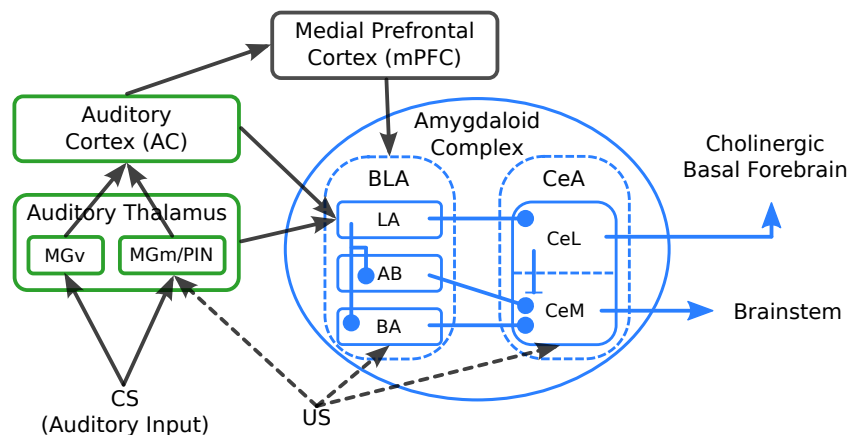 Medial Prefrontal
Cortex (mPFC)
Auditory
Cortex (AC)
Amygdaloid
Complex
Cholinergic
Basal Forebrain
BLA
CeA
Auditory Thalamus
LA
MGv
MGm/PIN
CeL
AB
CeM
Brainstem
BA
CS
(Auditory Input)
US